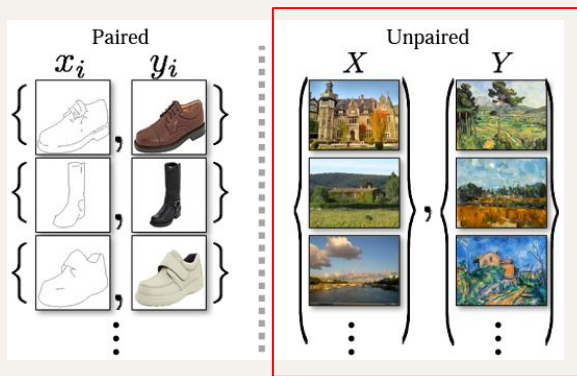 Paired
Unpaired
x_i y_i
X Y
{ , }
{ , }
{ , }
{ } , { }
⋮
⋮ ⋮